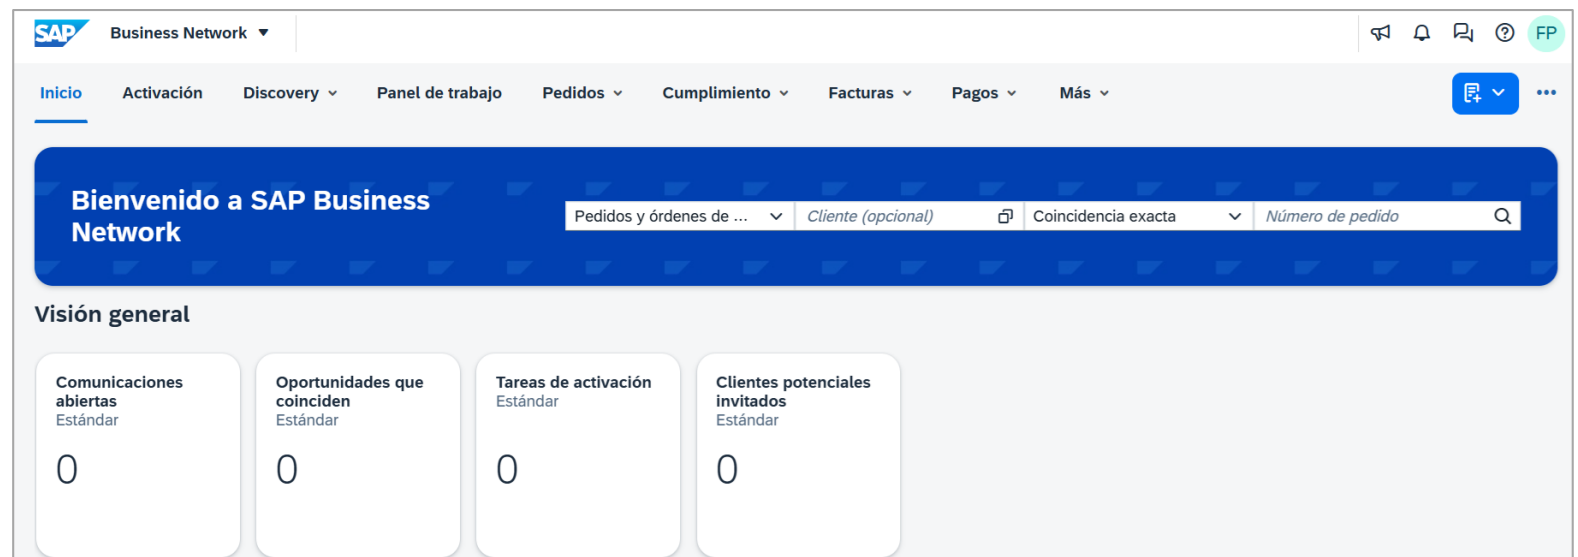 SAP Business Network FP
Inicio Activación Discovery Panel de trabajo Pedidos Cumplimiento Facturas Pagos Más
Bienvenido a SAP Business
Network
Pedidos y órdenes de ... Cliente (opcional) Coincidencia exacta Número de pedido
Visión general
Comunicaciones
abiertas
Estándar
0
Oportunidades que
coinciden
Estándar
0
Tareas de activación
Estándar
0
Clientes potenciales
invitados
Estándar
0